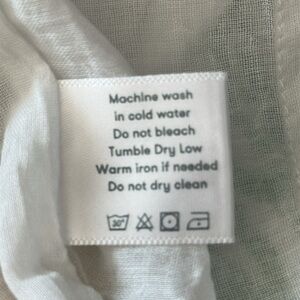 Machine wash
in cold water
Do not bleach
Tumble Dry Low
Warm iron if needed
Do not dry clean
30°